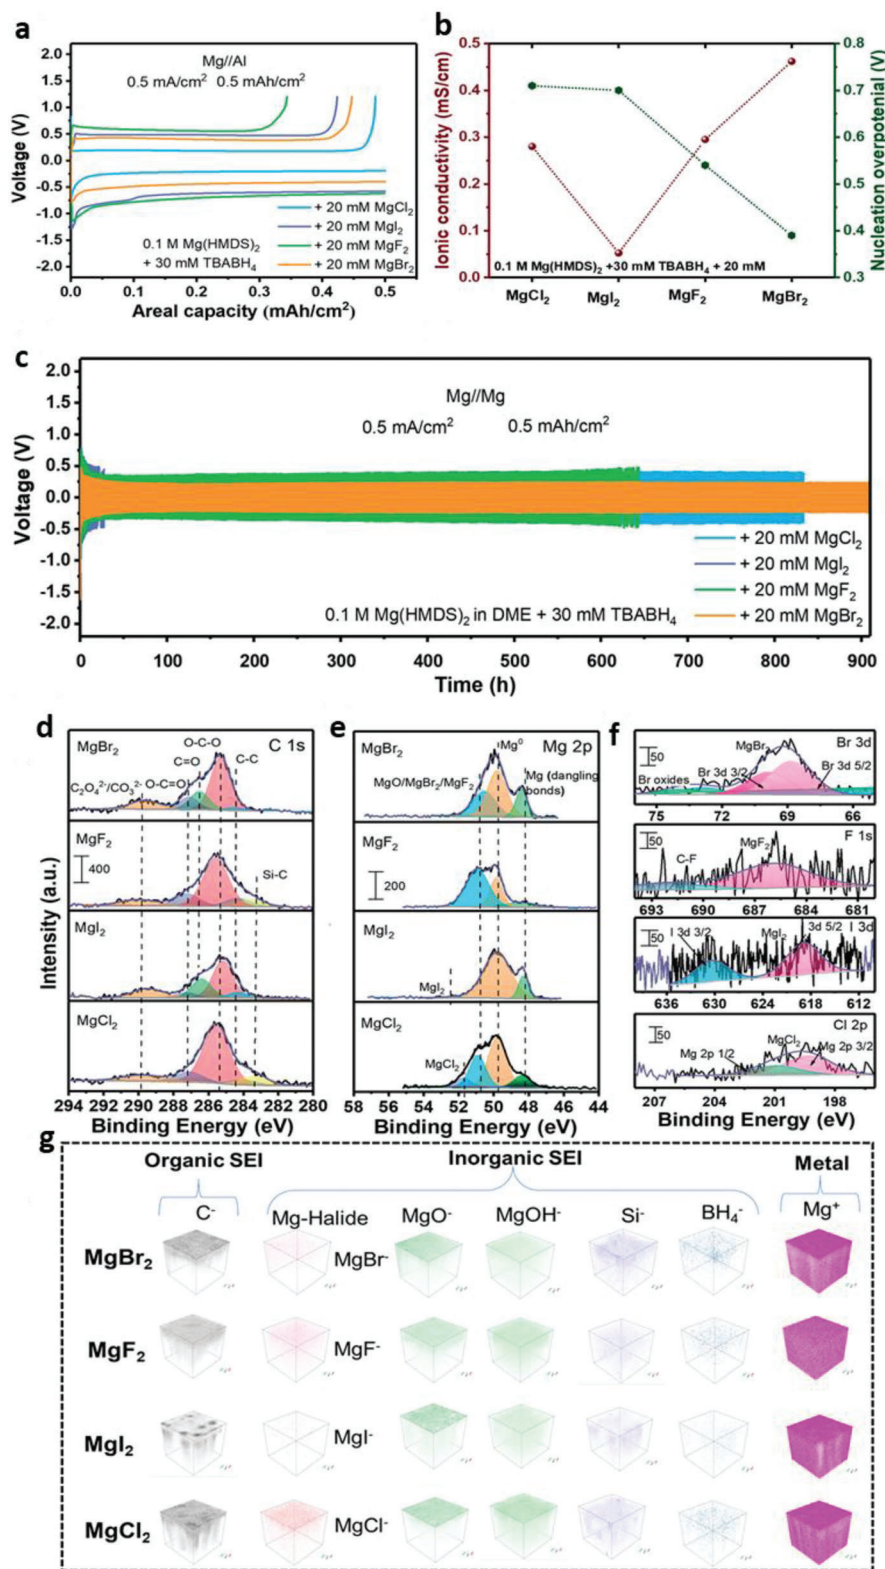 a
Mg//Al
0.5 mA/cm² 0.5 mAh/cm²
Voltage (V)
2.0
1.5
1.0
0.5
0.0
-0.5
-1.0
-1.5
-2.0
+ 20 mM MgCl₂
+ 20 mM MgI₂
+ 20 mM MgF₂
+ 20 mM MgBr₂
0.1 M Mg(HMDS)₂
+ 30 mM TBABH₄
0.0 0.1 0.2 0.3 0.4 0.5
Areal capacity (mAh/cm²)
b
Ionic conductivity (mS/cm)
0.5
0.4
0.3
0.2
0.1
0.0
Nucleation overpotenial (V)
0.8
0.7
0.6
0.5
0.4
0.3
0.1 M Mg(HMDS)₂ +30 mM TBABH₄ + 20 mM
MgCl₂ MgI₂ MgF₂ MgBr₂
c
Mg//Mg
0.5 mA/cm² 0.5 mAh/cm²
Voltage (V)
2.0
1.5
1.0
0.5
0.0
-0.5
-1.0
-1.5
-2.0
+ 20 mM MgCl₂
+ 20 mM MgI₂
+ 20 mM MgF₂
+ 20 mM MgBr₂
0.1 M Mg(HMDS)₂ in DME + 30 mM TBABH₄
0 100 200 300 400 500 600 700 800 900
Time (h)
d
C 1s
MgBr₂
O-C-O
C=O
C-C
C₂O₄²⁻/CO₃²⁻ O-C=O
MgF₂
400
Si-C
MgI₂
MgCl₂
Intensity (a.u.)
294 292 290 288 286 284 282 280
Binding Energy (eV)
e
Mg 2p
MgBr₂
Mg⁰
MgO/MgBr₂/MgF₂
Mg (dangling
bonds)
MgF₂
200
MgI₂
MgI₂
MgCl₂
MgCl₂
58 56 54 52 50 48 46 44
Binding Energy (eV)
f
Br 3d
50
MgBr₂
Br oxides
Br 3d 3/2
Br 3d 5/2
75 72 69 66
F 1s
50
MgF₂
C-F
693 690 687 684 681
50
I 3d 3/2
MgI₂
3d 5/2
I 3d
636 630 624 618 612
Cl 2p
50
MgCl₂
Mg 2p 1/2
Mg 2p 3/2
207 204 201 198
Binding Energy (eV)
g
Organic SEI Inorganic SEI Metal
C⁻ Mg-Halide MgO⁻ MgOH⁻ Si⁻ BH₄⁻ Mg⁺
MgBr₂ MgBr⁻
MgF₂ MgF⁻
MgI₂ MgI⁻
MgCl₂ MgCl⁻